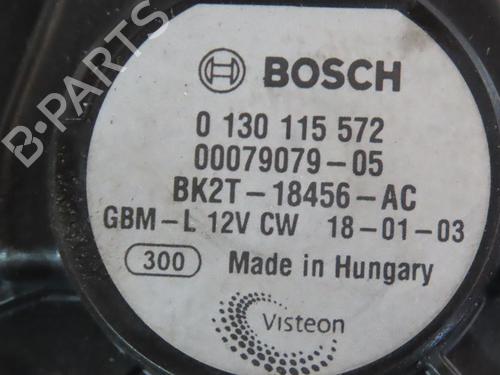 B-PARTS
BOSCH
0 130 115 572
00079079-05
BK2T-18456-AC
GBM-L 12V CW 18-01-03
300 Made in Hungary
Visteon